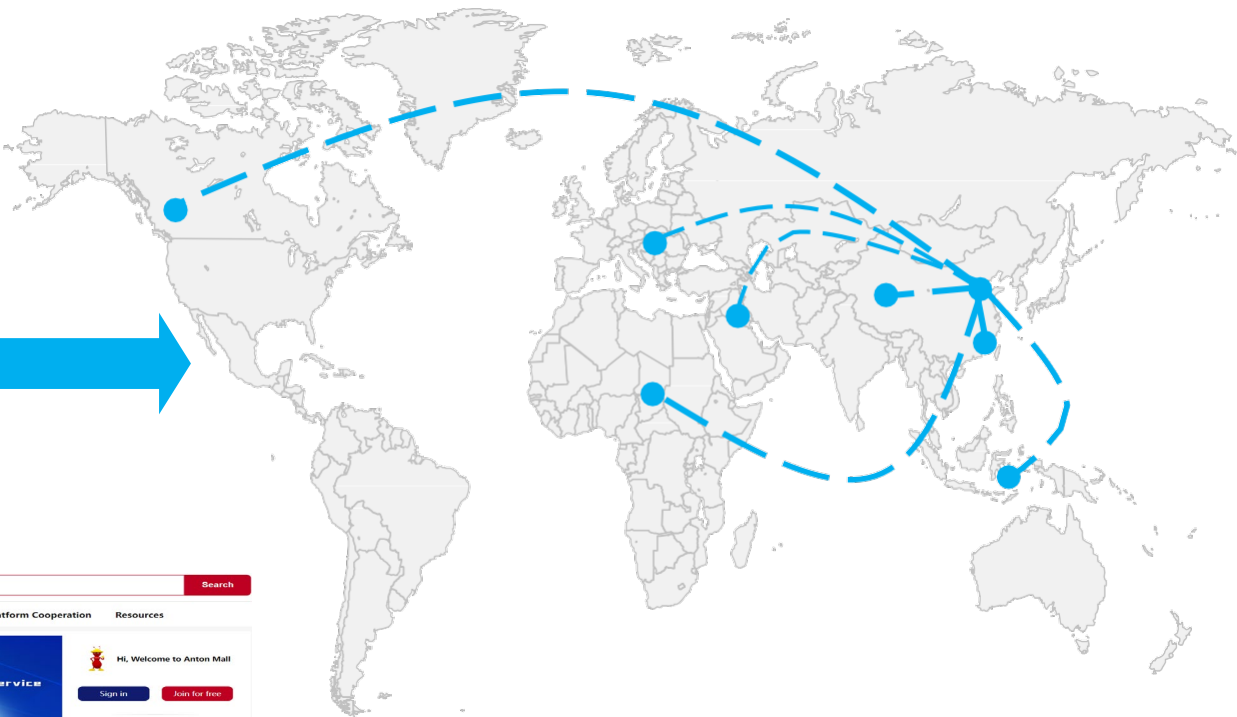 Search
tform Cooperation Resources
Hi, Welcome to Anton Mall
ervice
Sign in Join for free